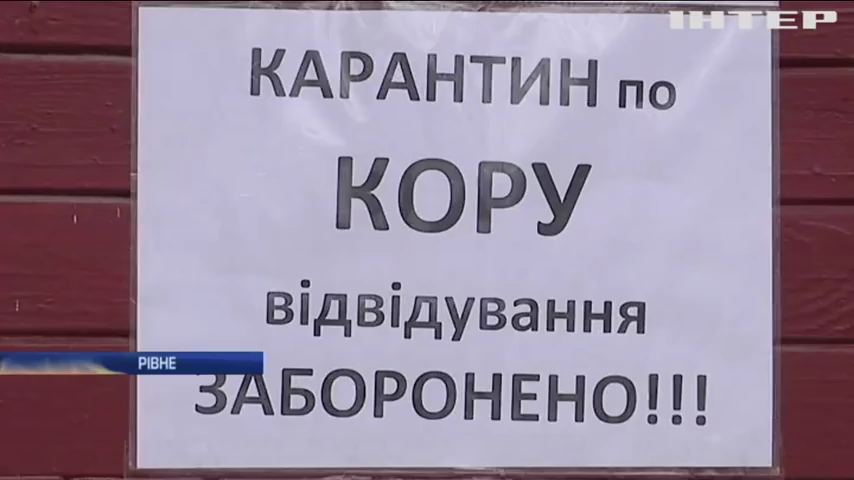 ІНТЕР
КАРАНТИН по
КОРУ
відвідування
РІВНЕ
ЗАБОРОНЕНО!!!